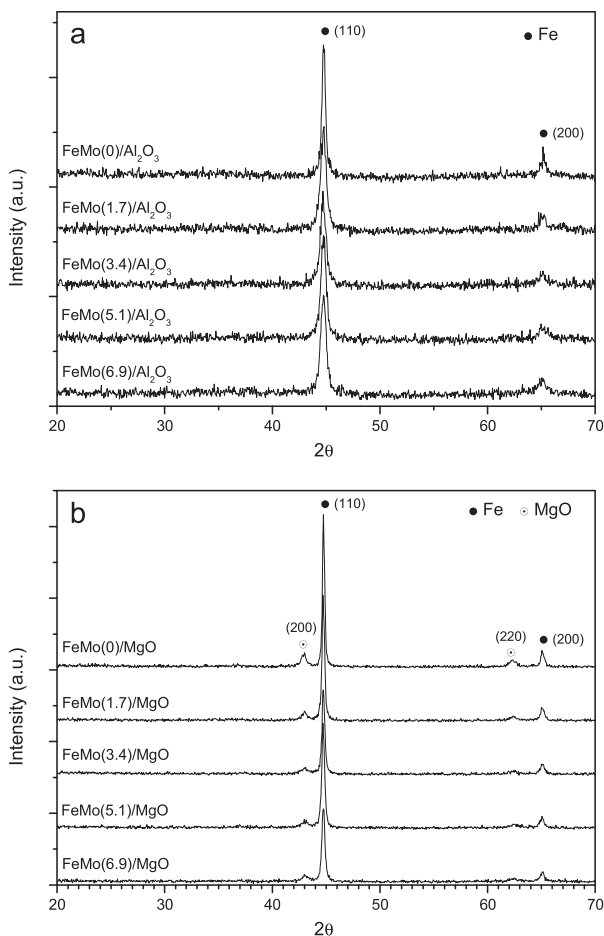 a
● (110)
● Fe
● (200)
FeMo(0)/Al₂O₃
FeMo(1.7)/Al₂O₃
FeMo(3.4)/Al₂O₃
FeMo(5.1)/Al₂O₃
FeMo(6.9)/Al₂O₃
Intensity (a.u.)
20 30 40 50 60 70
2θ
b
● (110)
● Fe ⊙ MgO
(200)
(220)
● (200)
FeMo(0)/MgO
FeMo(1.7)/MgO
FeMo(3.4)/MgO
FeMo(5.1)/MgO
FeMo(6.9)/MgO
Intensity (a.u.)
20 30 40 50 60 70
2θ